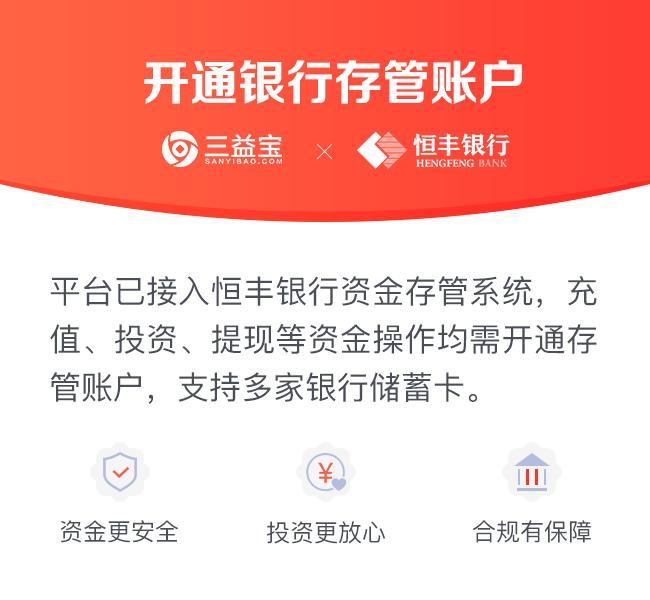 开通银行存管账户
三益宝
SANYIBAO.COM
×
恒丰银行
HENGFENG BANK
平台已接入恒丰银行资金存管系统，充
值、投资、提现等资金操作均需开通存
管账户，支持多家银行储蓄卡。
¥
资金更安全
投资更放心
合规有保障